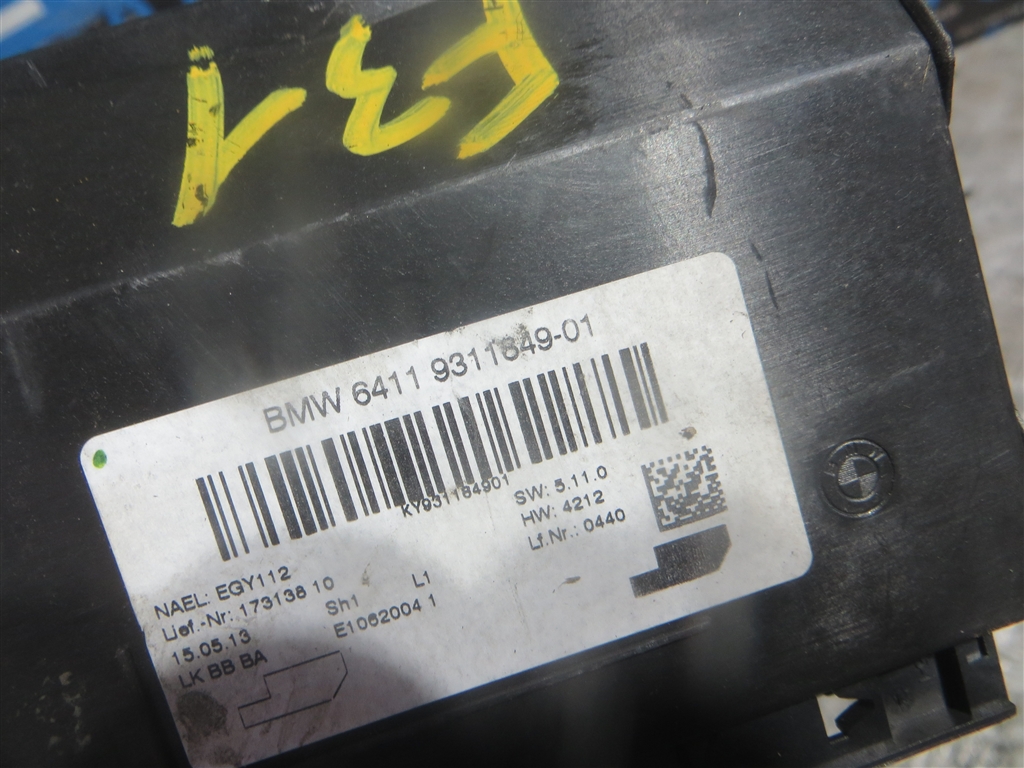 F31
BMW 6411 9311849-01
KY931184901
SW: 5.11.0
HW: 4212
Lf.Nr.: 0440
NAEL: EGY112
Lief.-Nr: 173138 10
15.05.13 Sh1 L1
LK BB BA E1062004 1